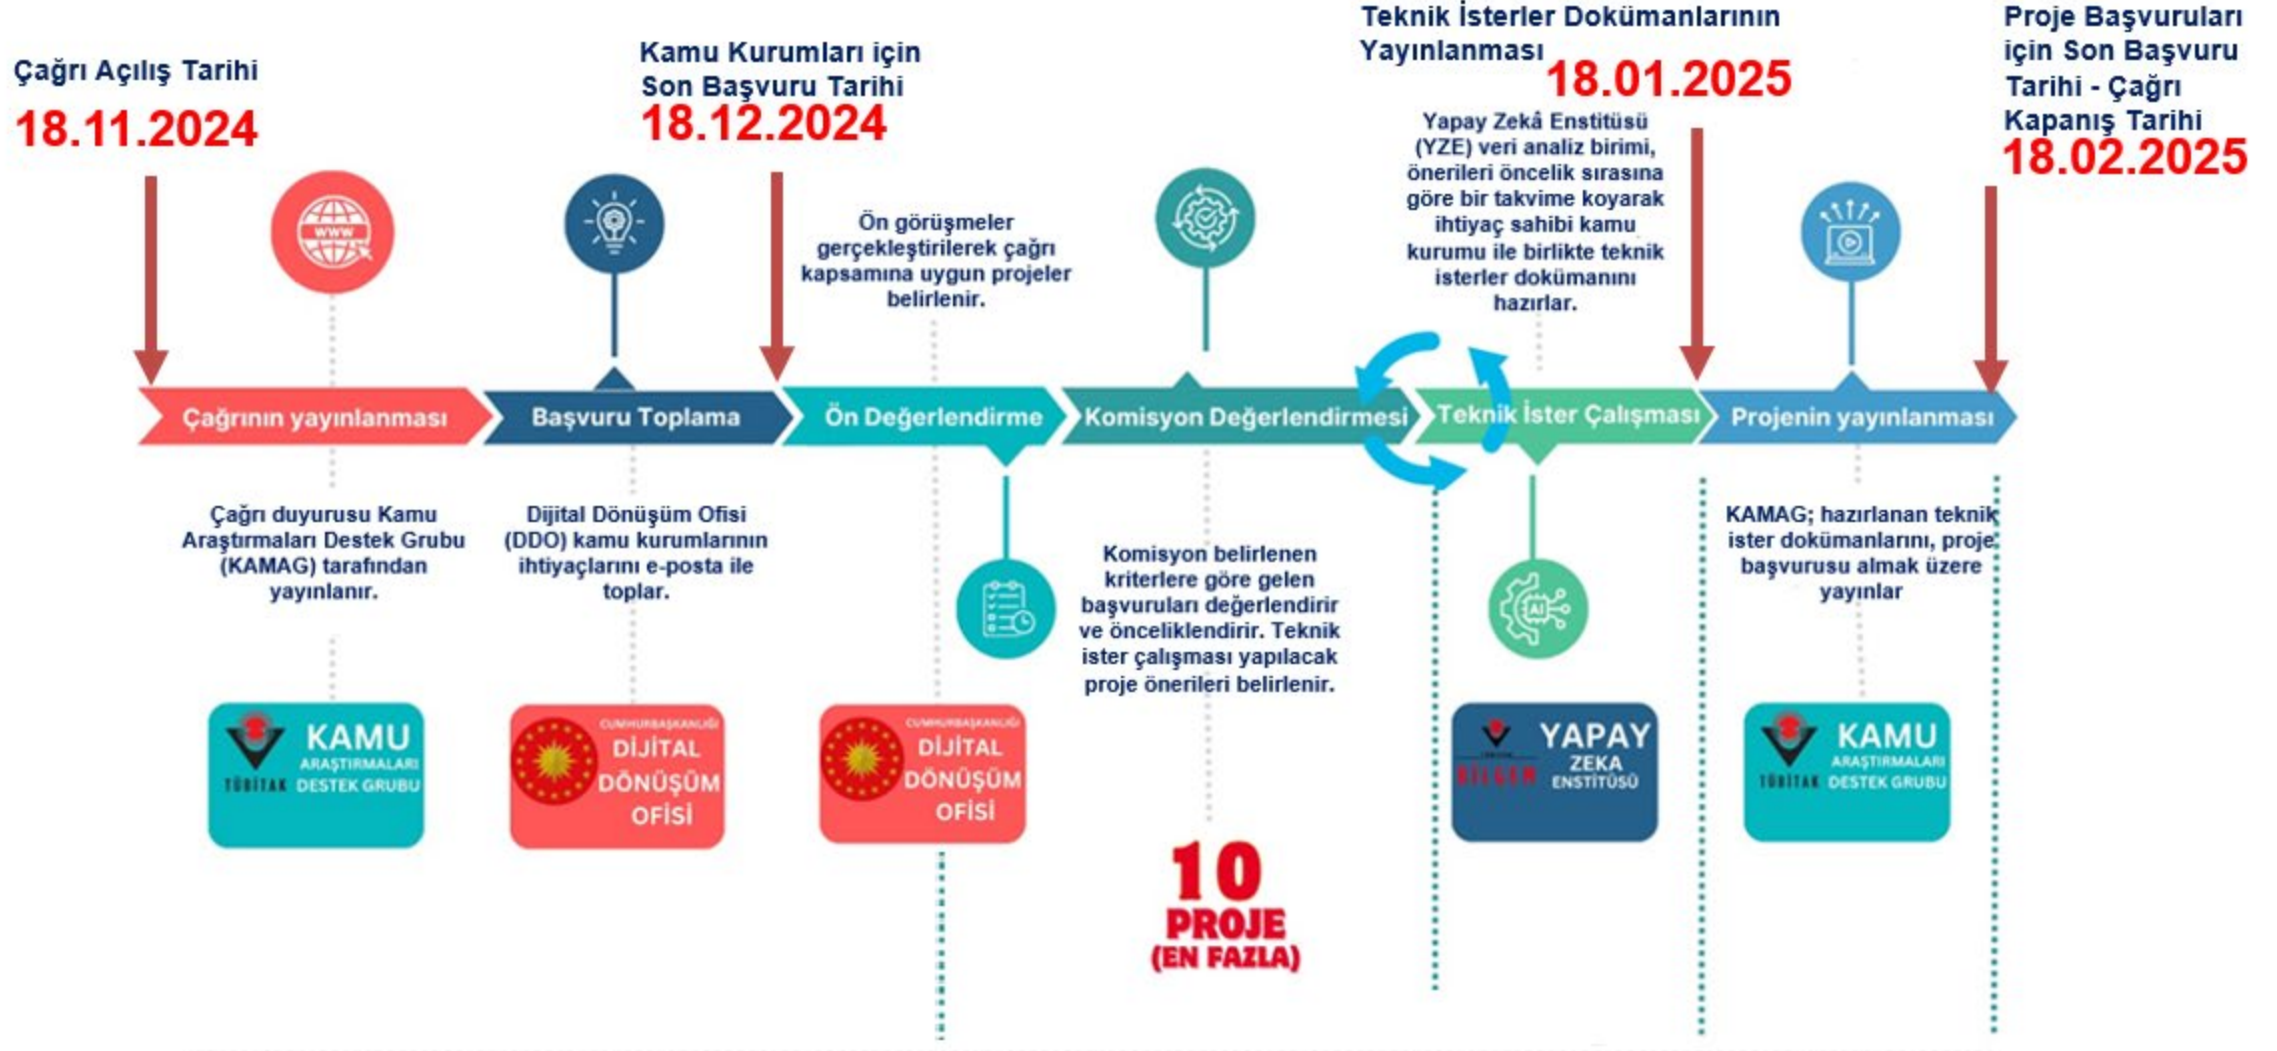 Çağrı Açılış Tarihi
18.11.2024
Kamu Kurumları için
Son Başvuru Tarihi
18.12.2024
Teknik İsterler Dokümanlarının
Yayınlanması
18.01.2025
Proje Başvuruları
için Son Başvuru
Tarihi - Çağrı
Kapanış Tarihi
18.02.2025
www
Ön görüşmeler
gerçekleştirilerek çağrı
kapsamına uygun projeler
belirlenir.
Yapay Zekâ Enstitüsü
(YZE) veri analiz birimi,
önerileri öncelik sırasına
göre bir takvime koyarak
ihtiyaç sahibi kamu
kurumu ile birlikte teknik
isterler dokümanını
hazırlar.
Çağrının yayınlanması
Başvuru Toplama
Ön Değerlendirme
Komisyon Değerlendirmesi
Teknik İster Çalışması
Projenin yayınlanması
Çağrı duyurusu Kamu
Araştırmaları Destek Grubu
(KAMAG) tarafından
yayınlanır.
Dijital Dönüşüm Ofisi
(DDO) kamu kurumlarının
ihtiyaçlarını e-posta ile
toplar.
Komisyon belirlenen
kriterlere göre gelen
başvuruları değerlendirir
ve önceliklendirir. Teknik
ister çalışması yapılacak
proje önerileri belirlenir.
AI
KAMAG; hazırlanan teknik
ister dokümanlarını, proje
başvurusu almak üzere
yayınlar
TÜBİTAK
KAMU
ARAŞTIRMALARI
DESTEK GRUBU
CUMHURBAŞKANLIĞI
DİJİTAL
DÖNÜŞÜM
OFİSİ
CUMHURBAŞKANLIĞI
DİJİTAL
DÖNÜŞÜM
OFİSİ
10
PROJE
(EN FAZLA)
TÜBİTAK
BİLGEM
YAPAY
ZEKA
ENSTİTÜSÜ
TÜBİTAK
KAMU
ARAŞTIRMALARI
DESTEK GRUBU